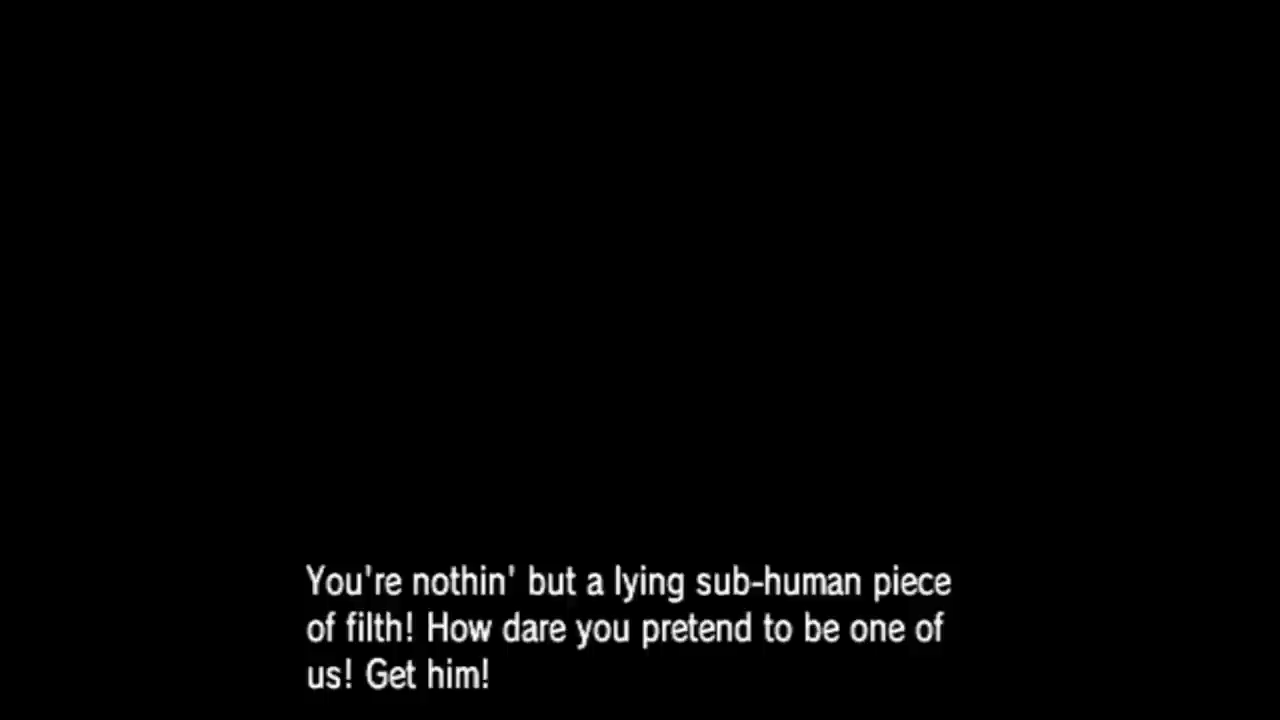 You're nothin' but a lying sub-human piece
of filth! How dare you pretend to be one of
us! Get him!